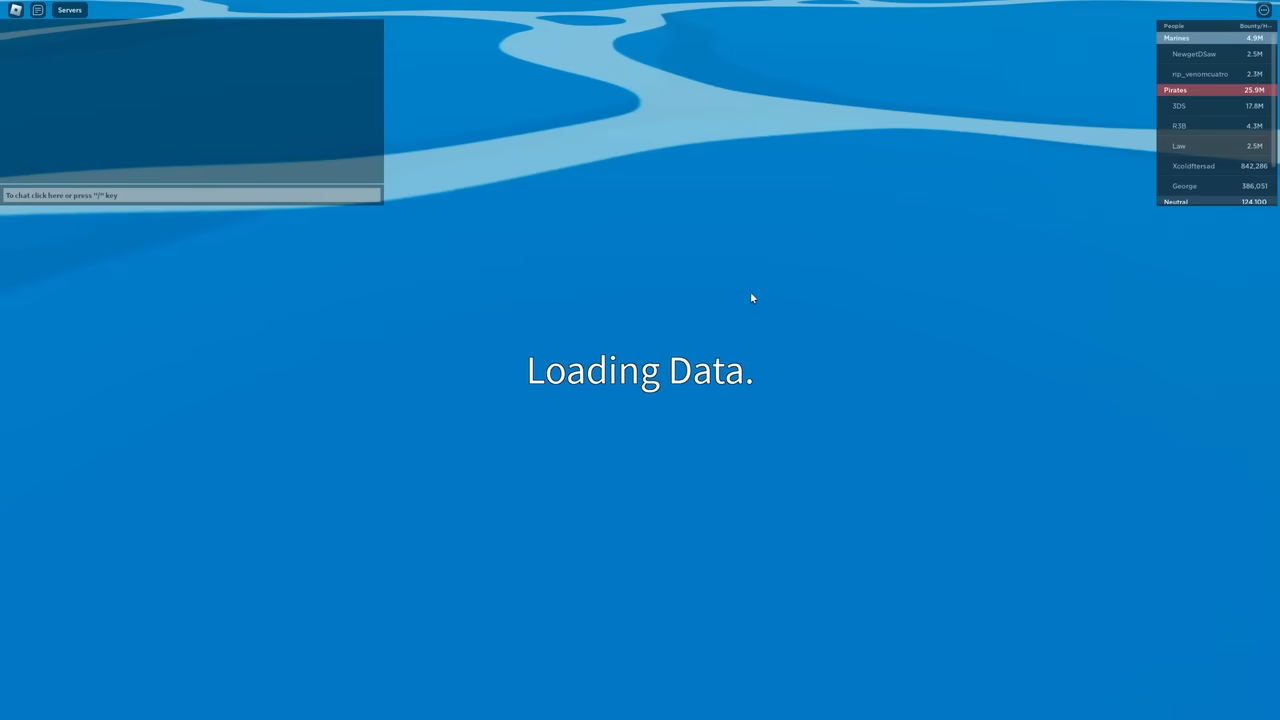 Servers
People Bounty/H...
Marines 4.9M
NewgetDSaw 2.5M
rip_venomcuatro 2.3M
Pirates 25.9M
3DS 17.8M
R3B 4.3M
Law 2.5M
Xcoldftersad 842,286
George 386,051
Neutral 124,100
To chat click here or press "/" key
Loading Data.